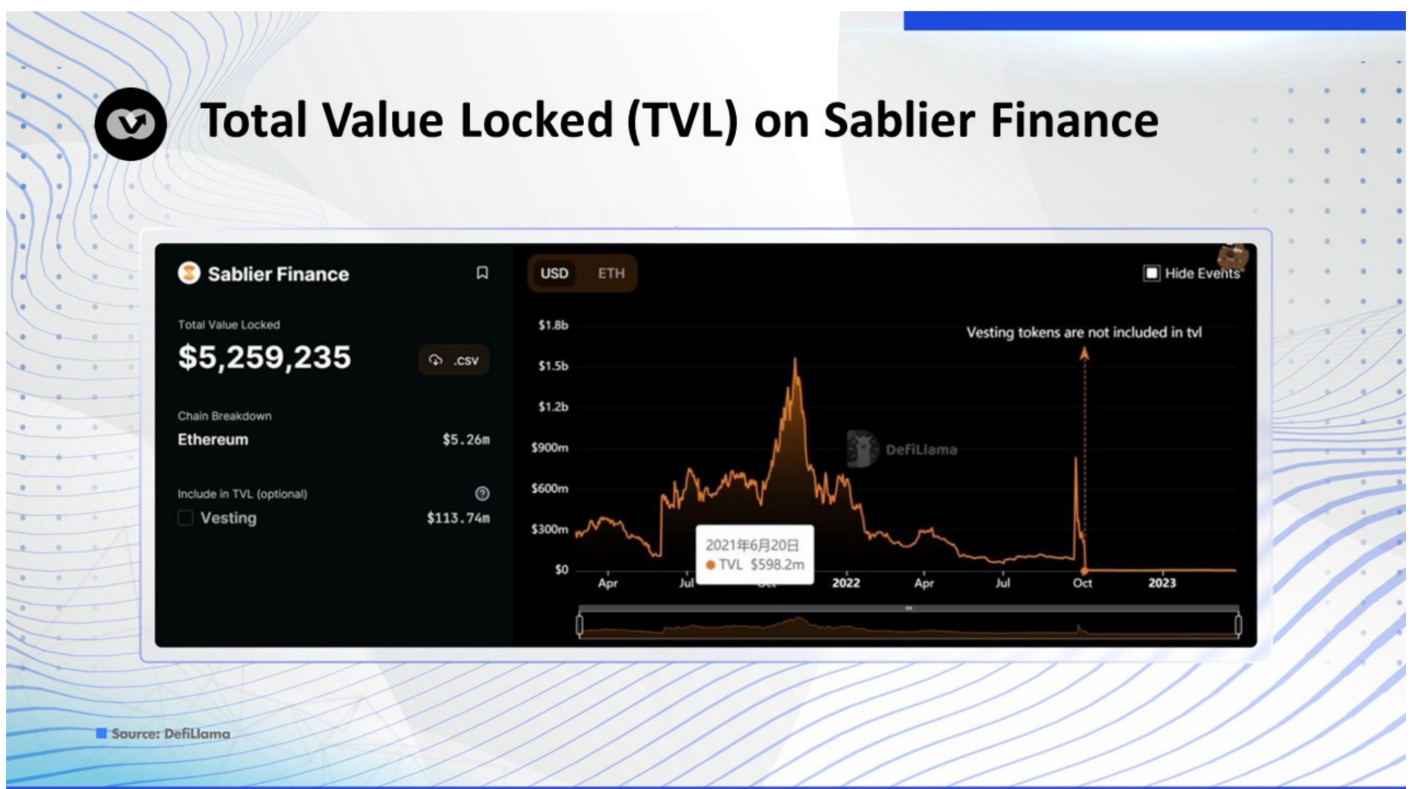 Total Value Locked (TVL) on Sablier Finance
Sablier Finance
Total Value Locked
$5,259,235
.csv
Chain Breakdown
Ethereum $5.26m
Include in TVL (optional)
Vesting $113.74m
USD ETH
Hide Events
Vesting tokens are not included in tvl
$1.8b
$1.5b
$1.2b
$900m
$600m
$300m
$0
DefiLlama
2021年6月20日
TVL $598.2m
Apr Jul Oct 2022 Apr Jul Oct 2023
Source: DefiLlama